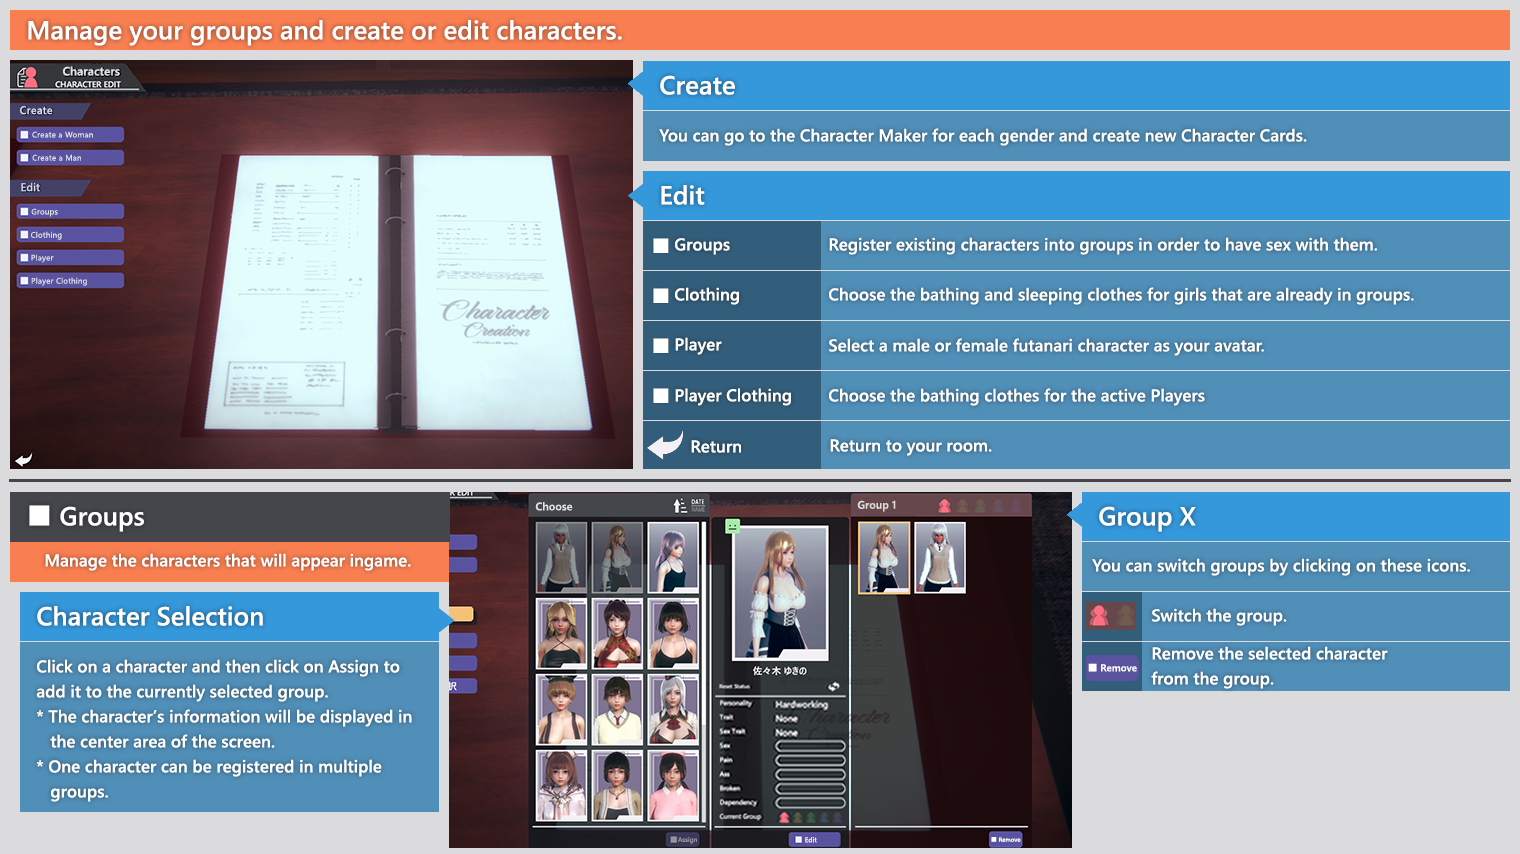 Manage your groups and create or edit characters.
Characters
CHARACTER EDIT
Create
Create a Woman
Create a Man
Edit
Groups
Clothing
Player
Player Clothing
Character
Creation
Create
You can go to the Character Maker for each gender and create new Character Cards.
Edit
Groups
Register existing characters into groups in order to have sex with them.
Clothing
Choose the bathing and sleeping clothes for girls that are already in groups.
Player
Select a male or female futanari character as your avatar.
Player Clothing
Choose the bathing clothes for the active Players
Return
Return to your room.
Groups
Manage the characters that will appear ingame.
Character Selection
Click on a character and then click on Assign to
add it to the currently selected group.
* The character's information will be displayed in
the center area of the screen.
* One character can be registered in multiple
groups.
R EDIT
択
Choose
DATE
NAME
佐々木 ゆきの
Reset Status
Personality Hardworking
Trait None
Sex Trait None
Sex
Pain
Ass
Broken
Dependency
Current Group
Assign
Edit
Group 1
Remove
Group X
You can switch groups by clicking on these icons.
Switch the group.
Remove
Remove the selected character
from the group.